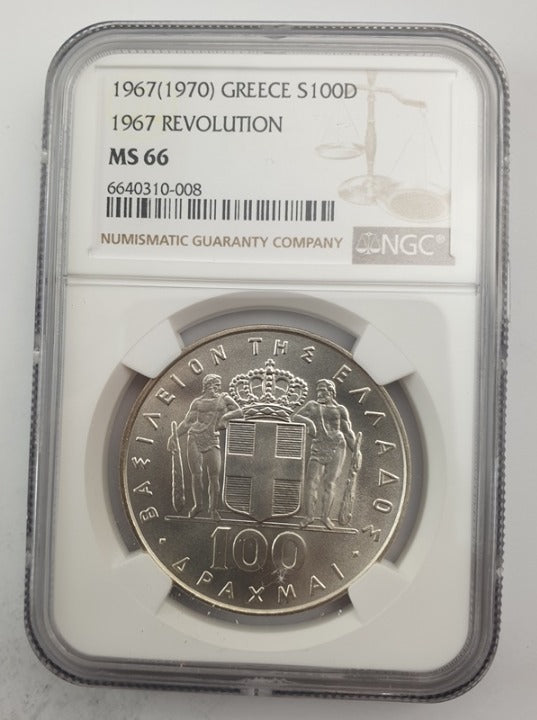 1967(1970) GREECE S100D
1967 REVOLUTION
MS 66
6640310-008
NUMISMATIC GUARANTY COMPANY
NGC®
ΒΑΣΙΛΕΙΟΝ ΤΗΣ ΕΛΛΑΔΟΣ
100
ΔΡΑΧΜΑΙ